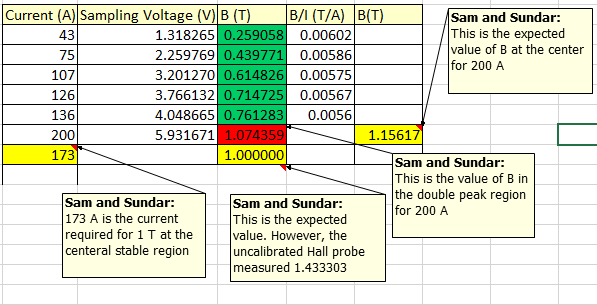 Current (A) Sampling Voltage (V) B (T) B/I (T/A) B(T)
43 1.318265 0.259058 0.00602
75 2.259769 0.439771 0.00586
107 3.201270 0.614826 0.00575
126 3.766132 0.714725 0.00567
136 4.048665 0.761283 0.0056
200 5.931671 1.074359 1.15617
173 1.000000
Sam and Sundar:
This is the expected
value of B at the center
for 200 A
Sam and Sundar:
This is the value of B in
the double peak region
for 200 A
Sam and Sundar:
173 A is the current
required for 1 T at the
centeral stable region
Sam and Sundar:
This is the expected
value. However, the
uncalibrated Hall probe
measured 1.433303